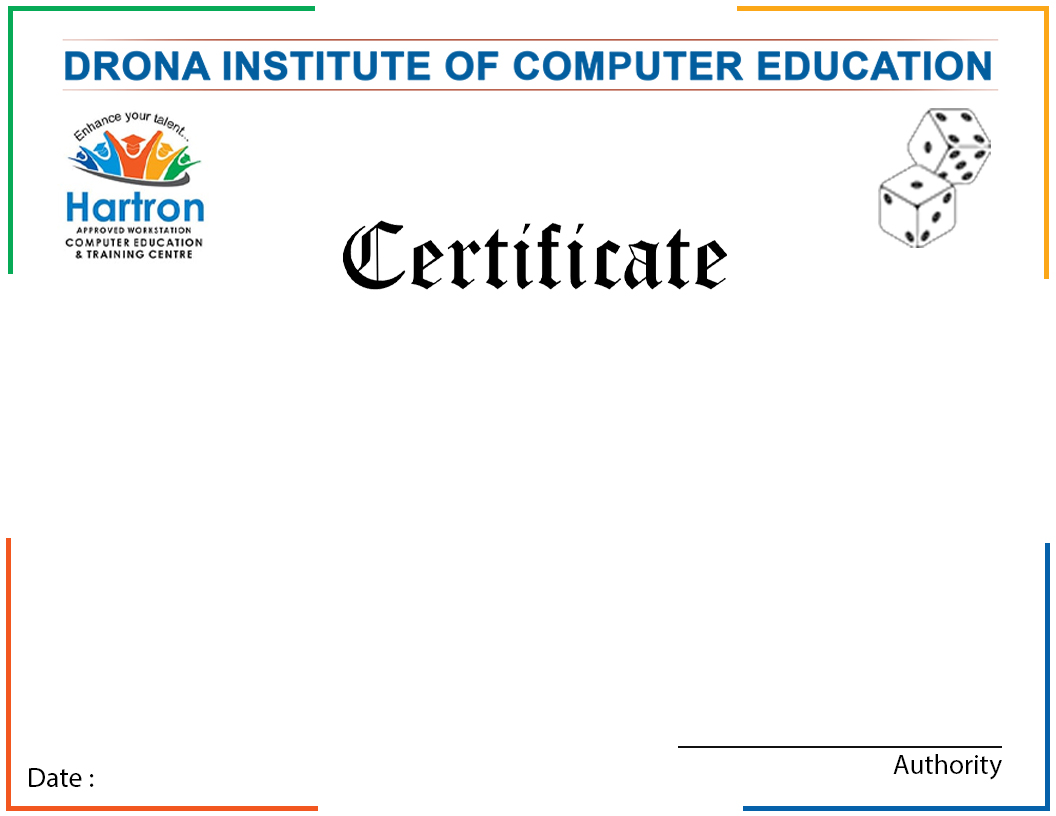 DRONA INSTITUTE OF COMPUTER EDUCATION
Enhance your talent...
Hartron
APPROVED WORKSTATION
COMPUTER EDUCATION
& TRAINING CENTRE
Certificate
Authority
Date :